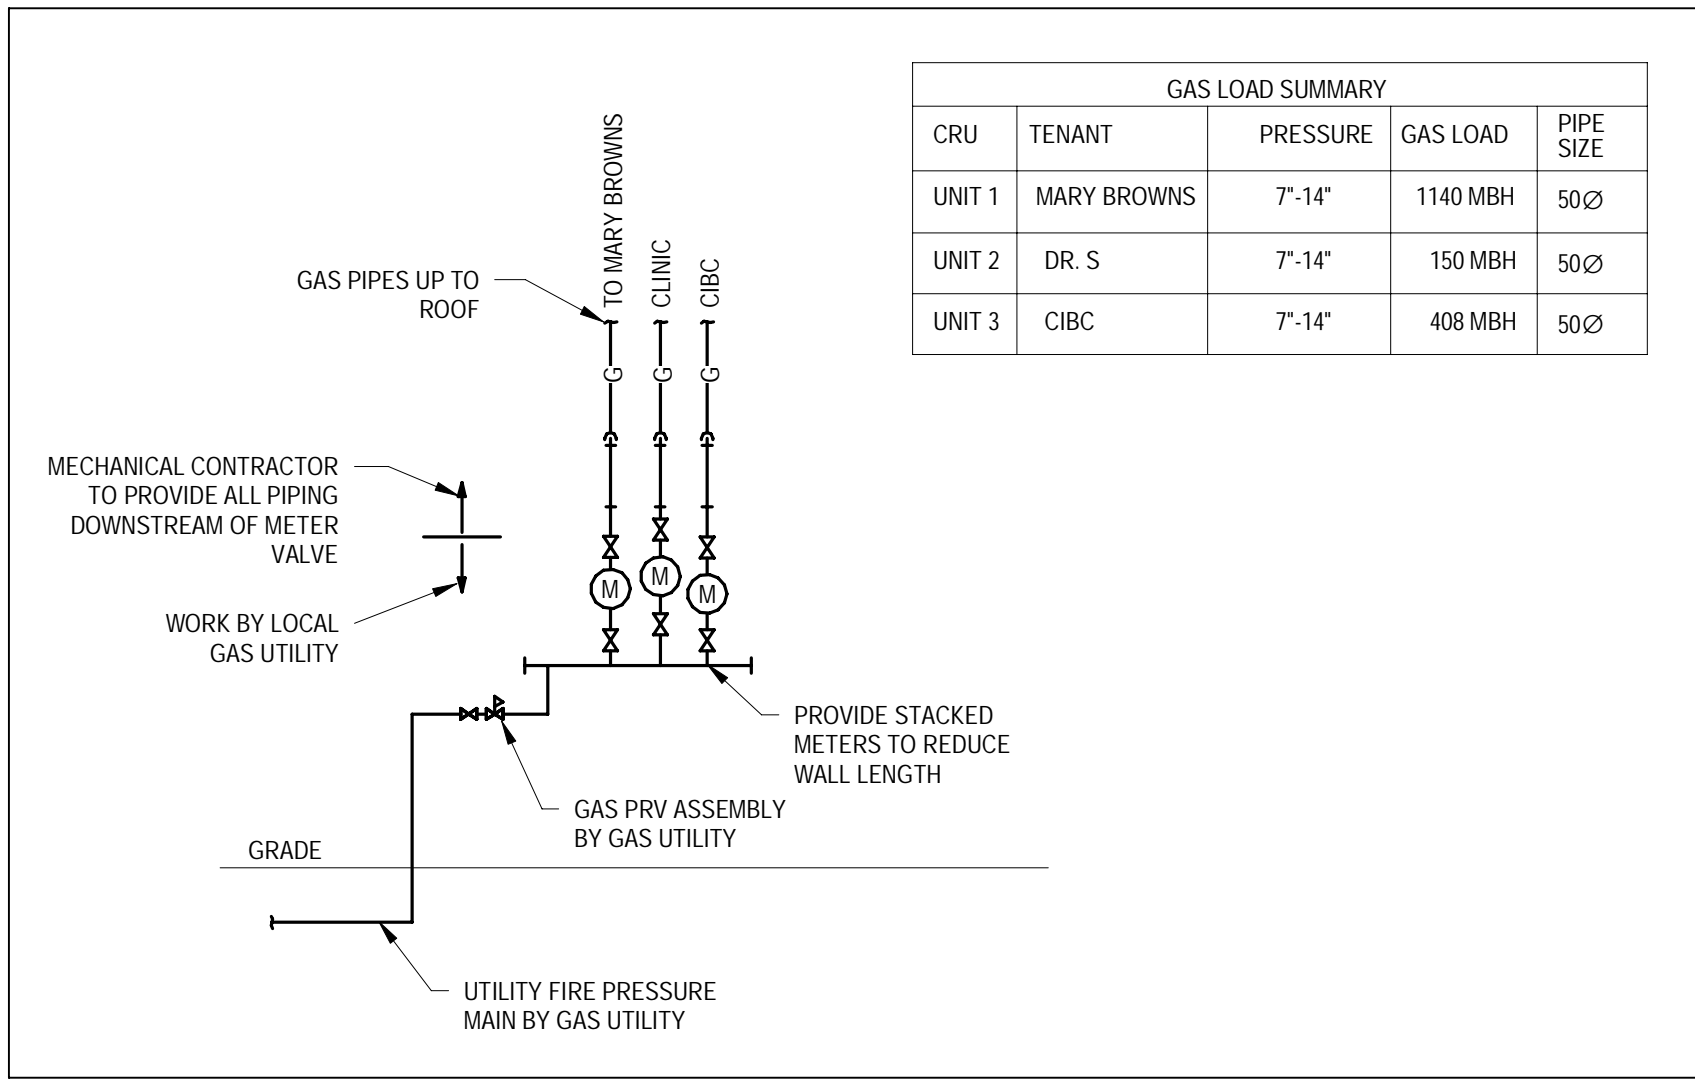 GAS LOAD SUMMARY
CRU TENANT PRESSURE GAS LOAD PIPE SIZE
UNIT 1 MARY BROWNS 7"-14" 1140 MBH 50Ø
UNIT 2 DR. S 7"-14" 150 MBH 50Ø
UNIT 3 CIBC 7"-14" 408 MBH 50Ø
TO MARY BROWNS
CLINIC
CIBC
GAS PIPES UP TO
ROOF
G G G
MECHANICAL CONTRACTOR
TO PROVIDE ALL PIPING
DOWNSTREAM OF METER
VALVE
M M M
WORK BY LOCAL
GAS UTILITY
PROVIDE STACKED
METERS TO REDUCE
WALL LENGTH
GAS PRV ASSEMBLY
BY GAS UTILITY
GRADE
UTILITY FIRE PRESSURE
MAIN BY GAS UTILITY